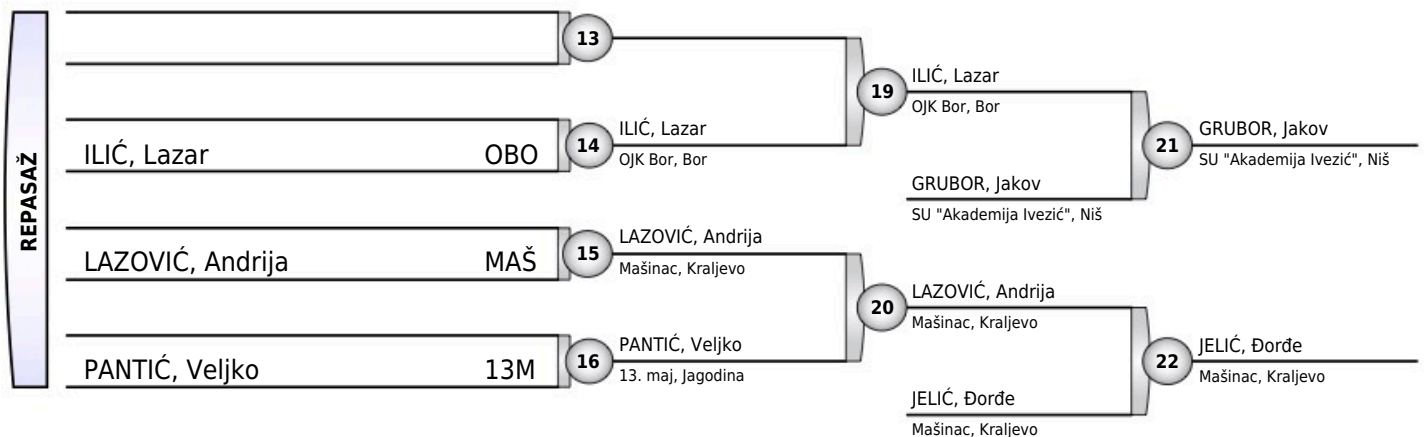 REPASAŽ
13
19
ILIĆ, Lazar
OJK Bor, Bor
ILIĆ, Lazar OBO
14
ILIĆ, Lazar
OJK Bor, Bor
21
GRUBOR, Jakov
SU "Akademija Ivezić", Niš
GRUBOR, Jakov
SU "Akademija Ivezić", Niš
LAZOVIĆ, Andrija MAŠ
15
LAZOVIĆ, Andrija
Mašinac, Kraljevo
20
LAZOVIĆ, Andrija
Mašinac, Kraljevo
PANTIĆ, Veljko 13M
16
PANTIĆ, Veljko
13. maj, Jagodina
22
JELIĆ, Đorđe
Mašinac, Kraljevo
JELIĆ, Đorđe
Mašinac, Kraljevo